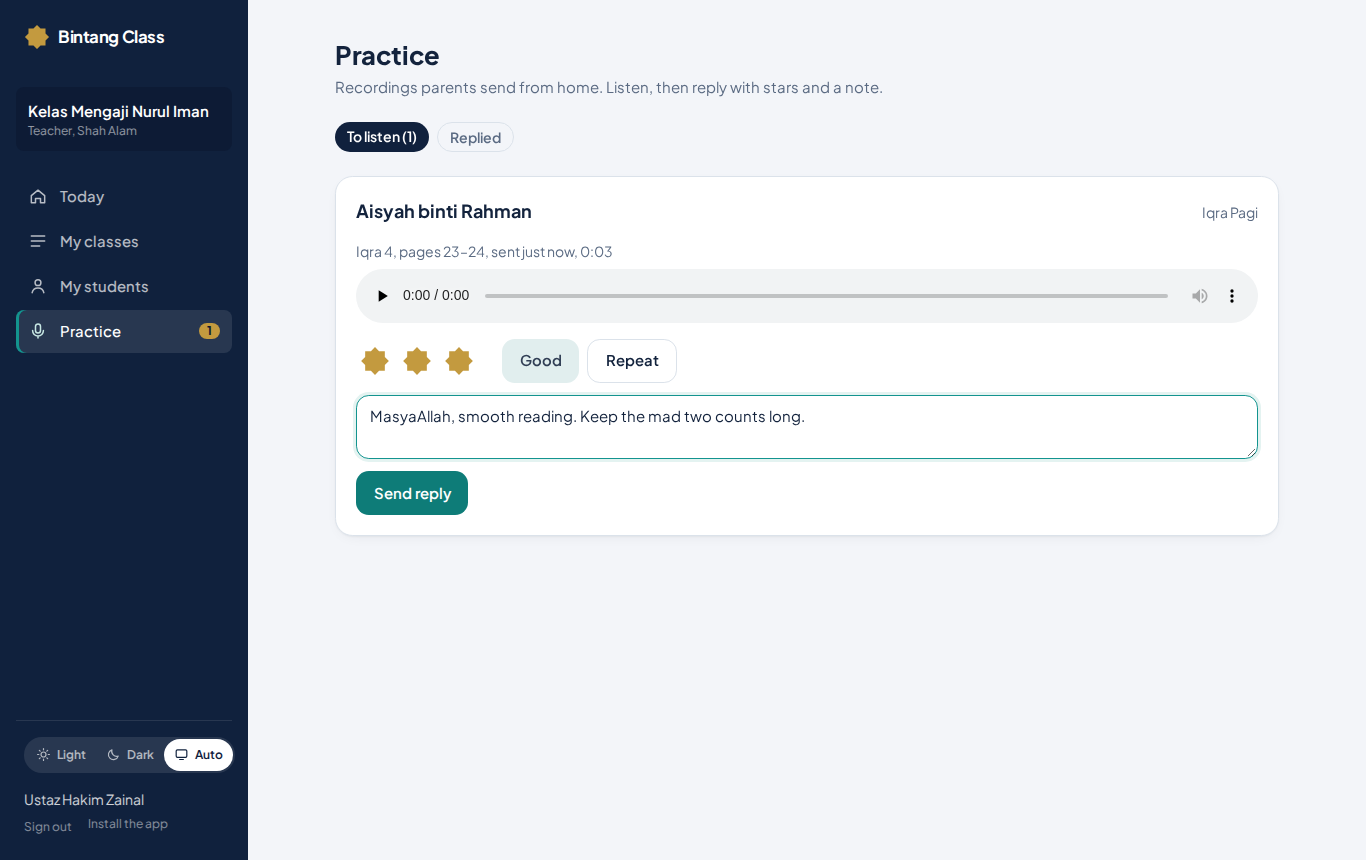 Bintang Class
Kelas Mengaji Nurul Iman
Teacher, Shah Alam
Today
My classes
My students
Practice 1
Light Dark Auto
Ustaz Hakim Zainal
Sign out Install the app
Practice
Recordings parents send from home. Listen, then reply with stars and a note.
To listen (1) Replied
Aisyah binti Rahman Iqra Pagi
Iqra 4, pages 23–24, sent just now, 0:03
0:00 / 0:00
Good Repeat
MasyaAllah, smooth reading. Keep the mad two counts long.
Send reply